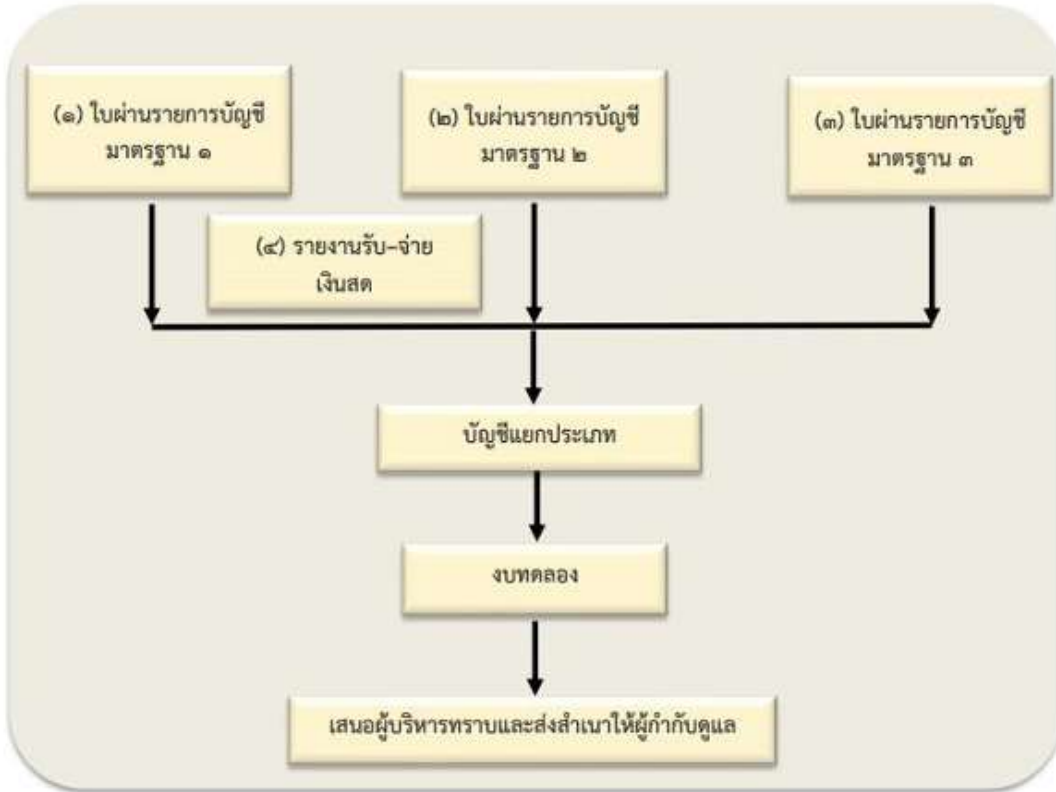 (๑) ใบผ่านรายการบัญชี
มาตรฐาน ๑
(๒) ใบผ่านรายการบัญชี
มาตรฐาน ๒
(๓) ใบผ่านรายการบัญชี
มาตรฐาน ๓
(๔) รายงานรับ-จ่าย
เงินสด
บัญชีแยกประเภท
งบทดลอง
เสนอผู้บริหารทราบและส่งสำเนาให้ผู้กำกับดูแล